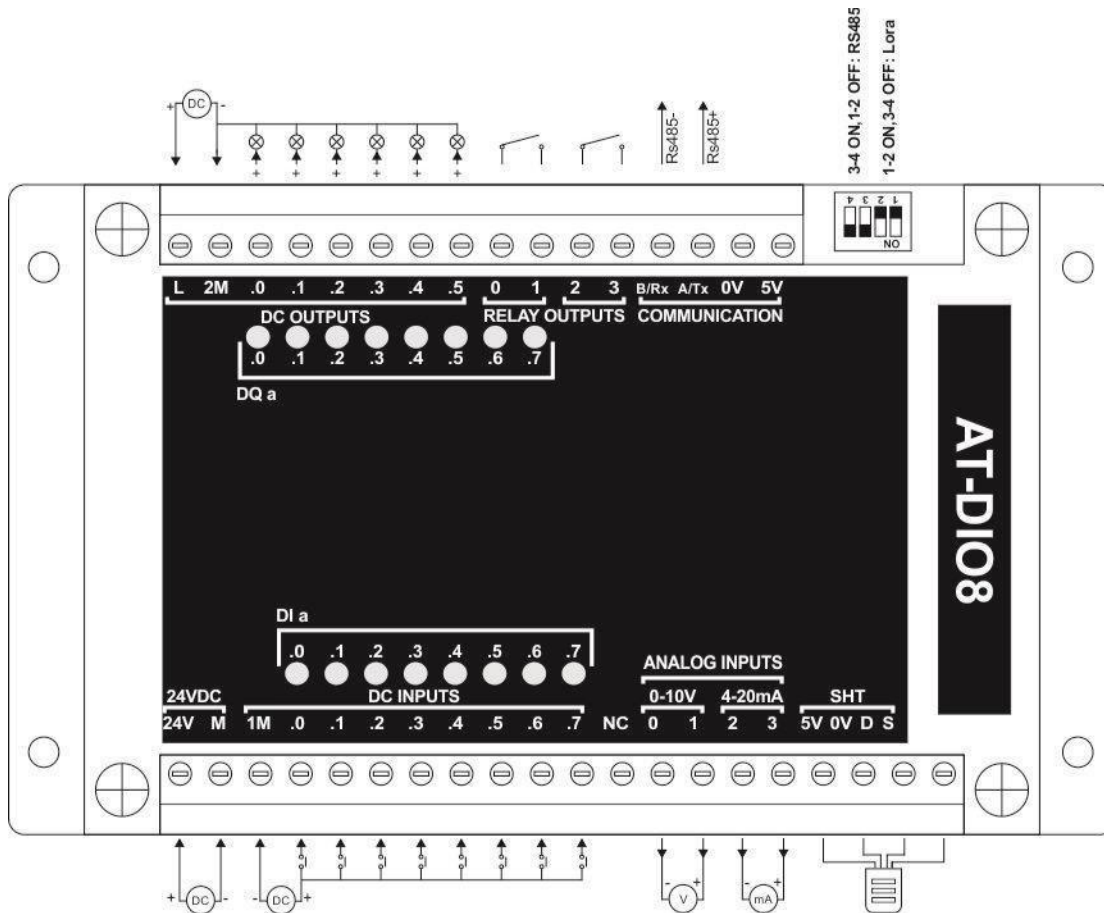 3-4 ON,1-2 OFF: RS485
1-2 ON,3-4 OFF: Lora
+ DC -
Rs485-
Rs485+
+ + + + + +
4 3 2 1
ON
L 2M .0 .1 .2 .3 .4 .5 0 1 2 3 B/Rx A/Tx 0V 5V
DC OUTPUTS RELAY OUTPUTS COMMUNICATION
.0 .1 .2 .3 .4 .5 .6 .7
DQ a
AT-DIO8
DI a
.0 .1 .2 .3 .4 .5 .6 .7
ANALOG INPUTS
24VDC DC INPUTS 0-10V 4-20mA SHT
24V M 1M .0 .1 .2 .3 .4 .5 .6 .7 NC 0 1 2 3 5V 0V D S
+ DC - - DC + - V + - mA +